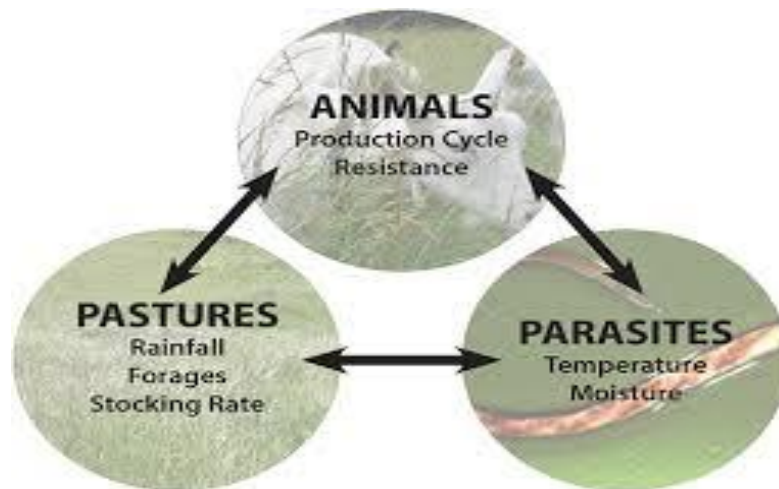 ANIMALS
Production Cycle
Resistance
PASTURES
Rainfall
Forages
Stocking Rate
PARASITES
Temperature
Moisture